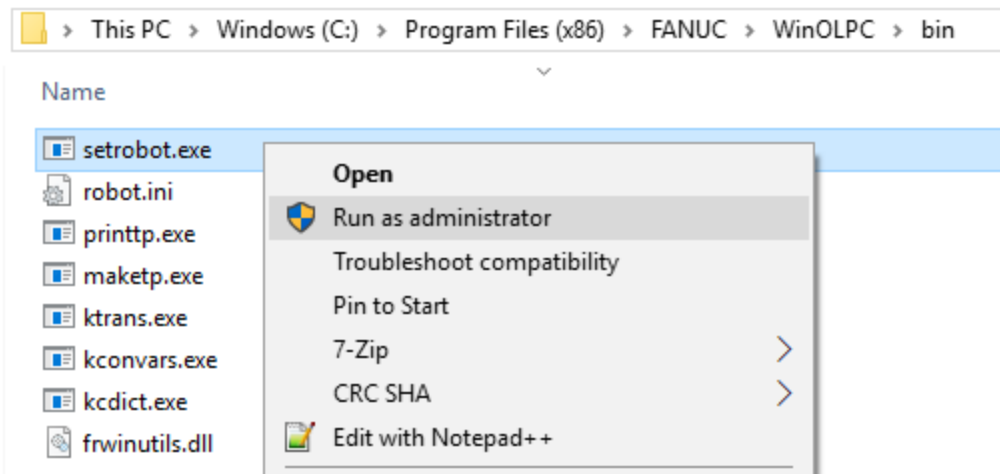 This PC > Windows (C:) > Program Files (x86) > FANUC > WinOLPC > bin
Name
setrobot.exe
robot.ini
printtp.exe
maketp.exe
ktrans.exe
kconvars.exe
kcdict.exe
frwinutils.dll
Open
Run as administrator
Troubleshoot compatibility
Pin to Start
7-Zip
CRC SHA
Edit with Notepad++